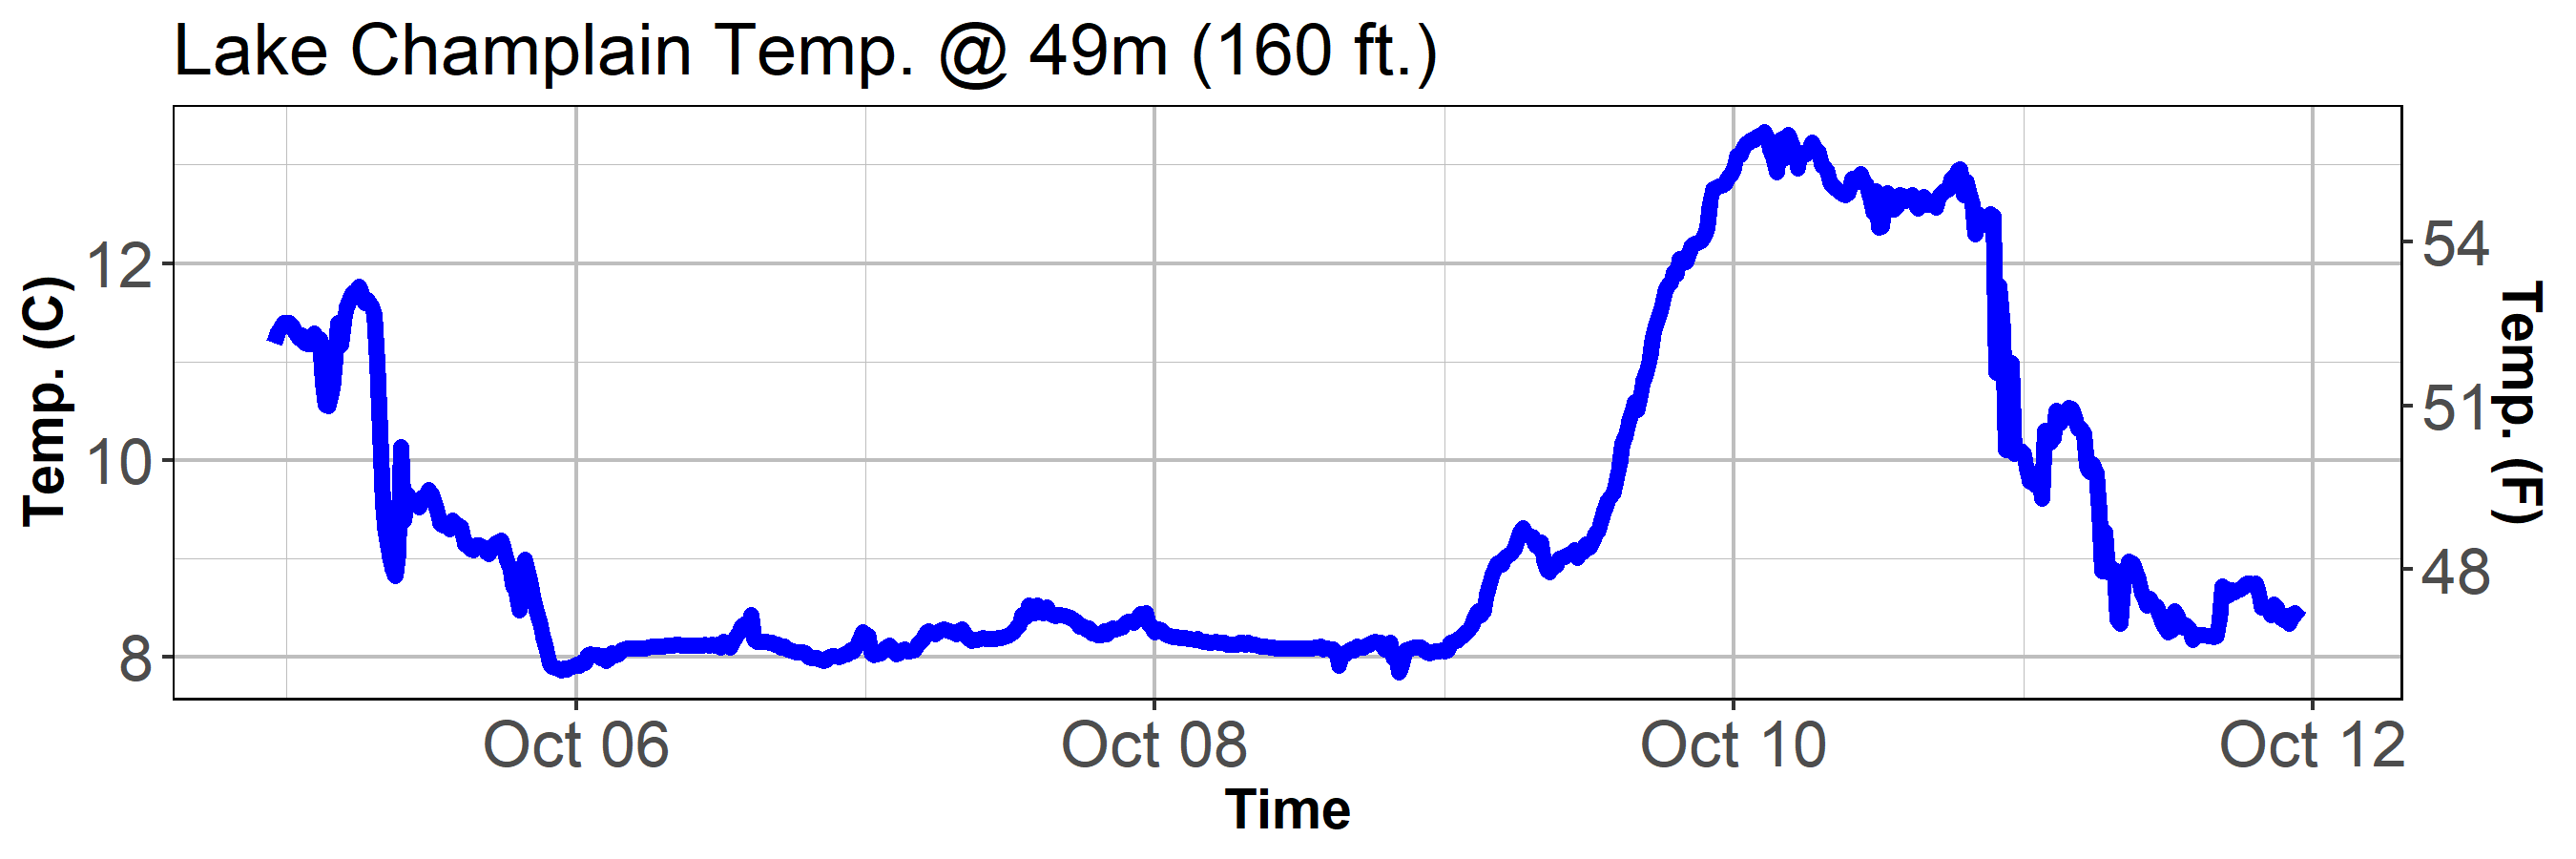 Lake Champlain Temp. @ 49m (160 ft.)
Temp. (C)
12
10
8
54
51
48
Temp. (F)
Oct 06 Oct 08 Oct 10 Oct 12
Time